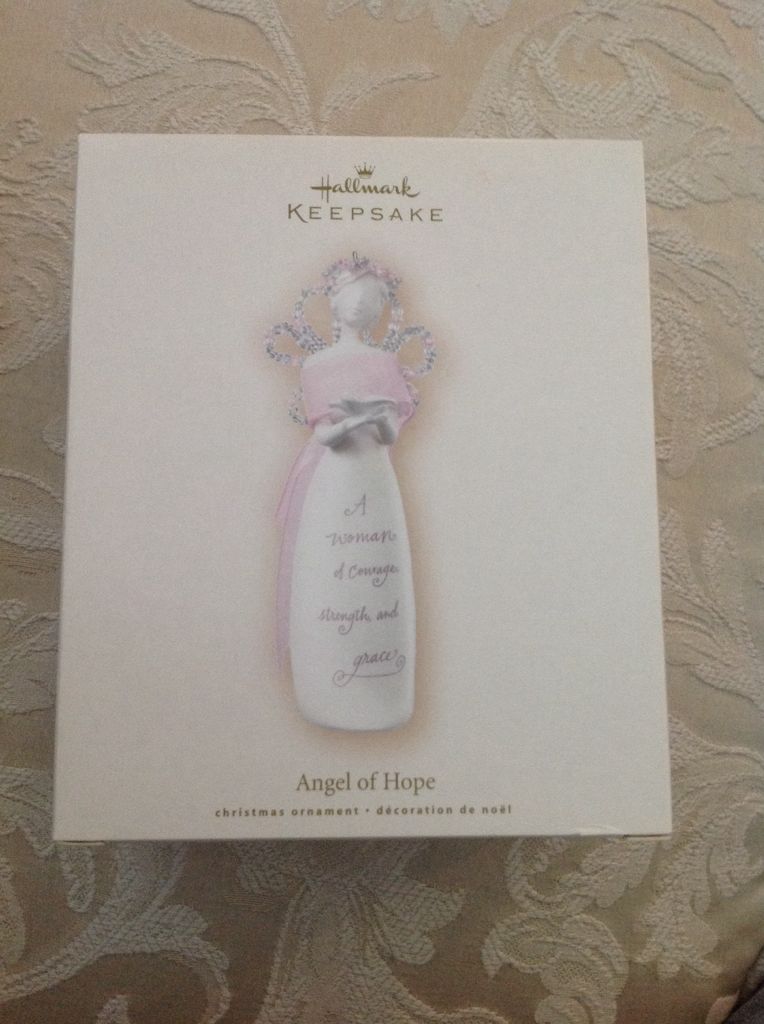 Hallmark
KEEPSAKE
A
woman
of courage,
strength, and
grace
Angel of Hope
christmas ornament • décoration de noël